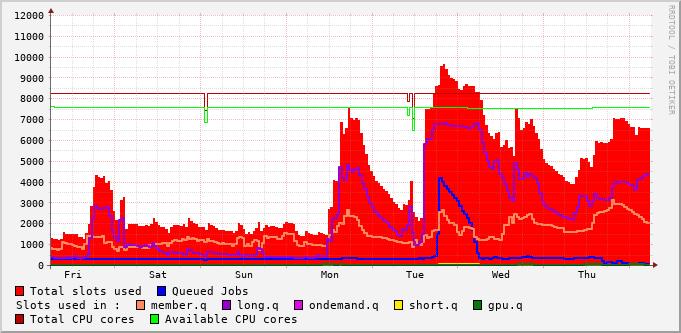 12000
11000
10000
9000
8000
7000
6000
5000
4000
3000
2000
1000
0
Fri Sat Sun Mon Tue Wed Thu
Total slots used Queued Jobs
Slots used in : member.q long.q ondemand.q short.q gpu.q
Total CPU cores Available CPU cores
RRDTOOL / TOBI OETIKER